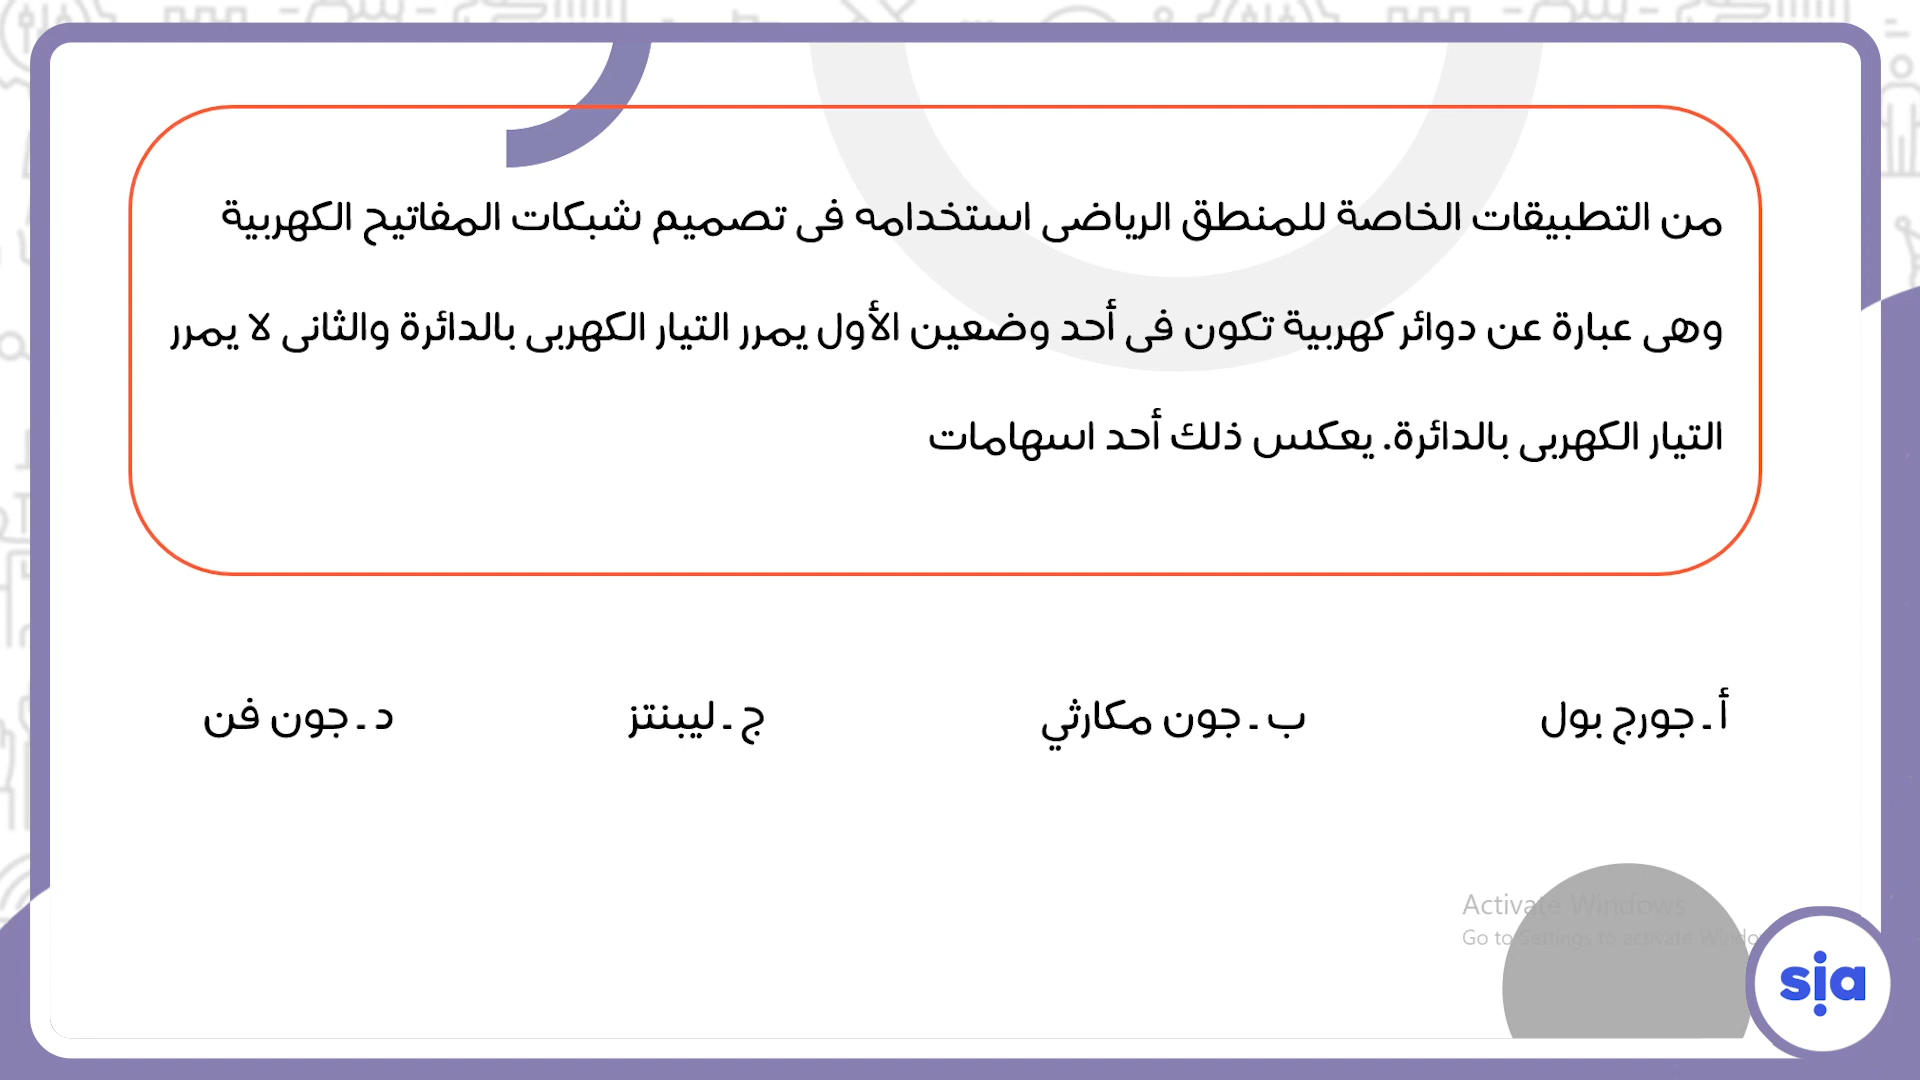 من التطبيقات الخاصة للمنطق الرياضى استخدامه فى تصميم شبكات المفاتيح الكهربية
وهى عبارة عن دوائر كهربية تكون فى أحد وضعين الأول يمرر التيار الكهربى بالدائرة والثانى لا يمرر
التيار الكهربى بالدائرة. يعكس ذلك أحد اسهامات
أ ـ جورج بول
ب ـ جون مكارثي
ج ـ ليبنتز
د ـ جون فن
Activate Windows
Go to Settings to activate Windo
sia